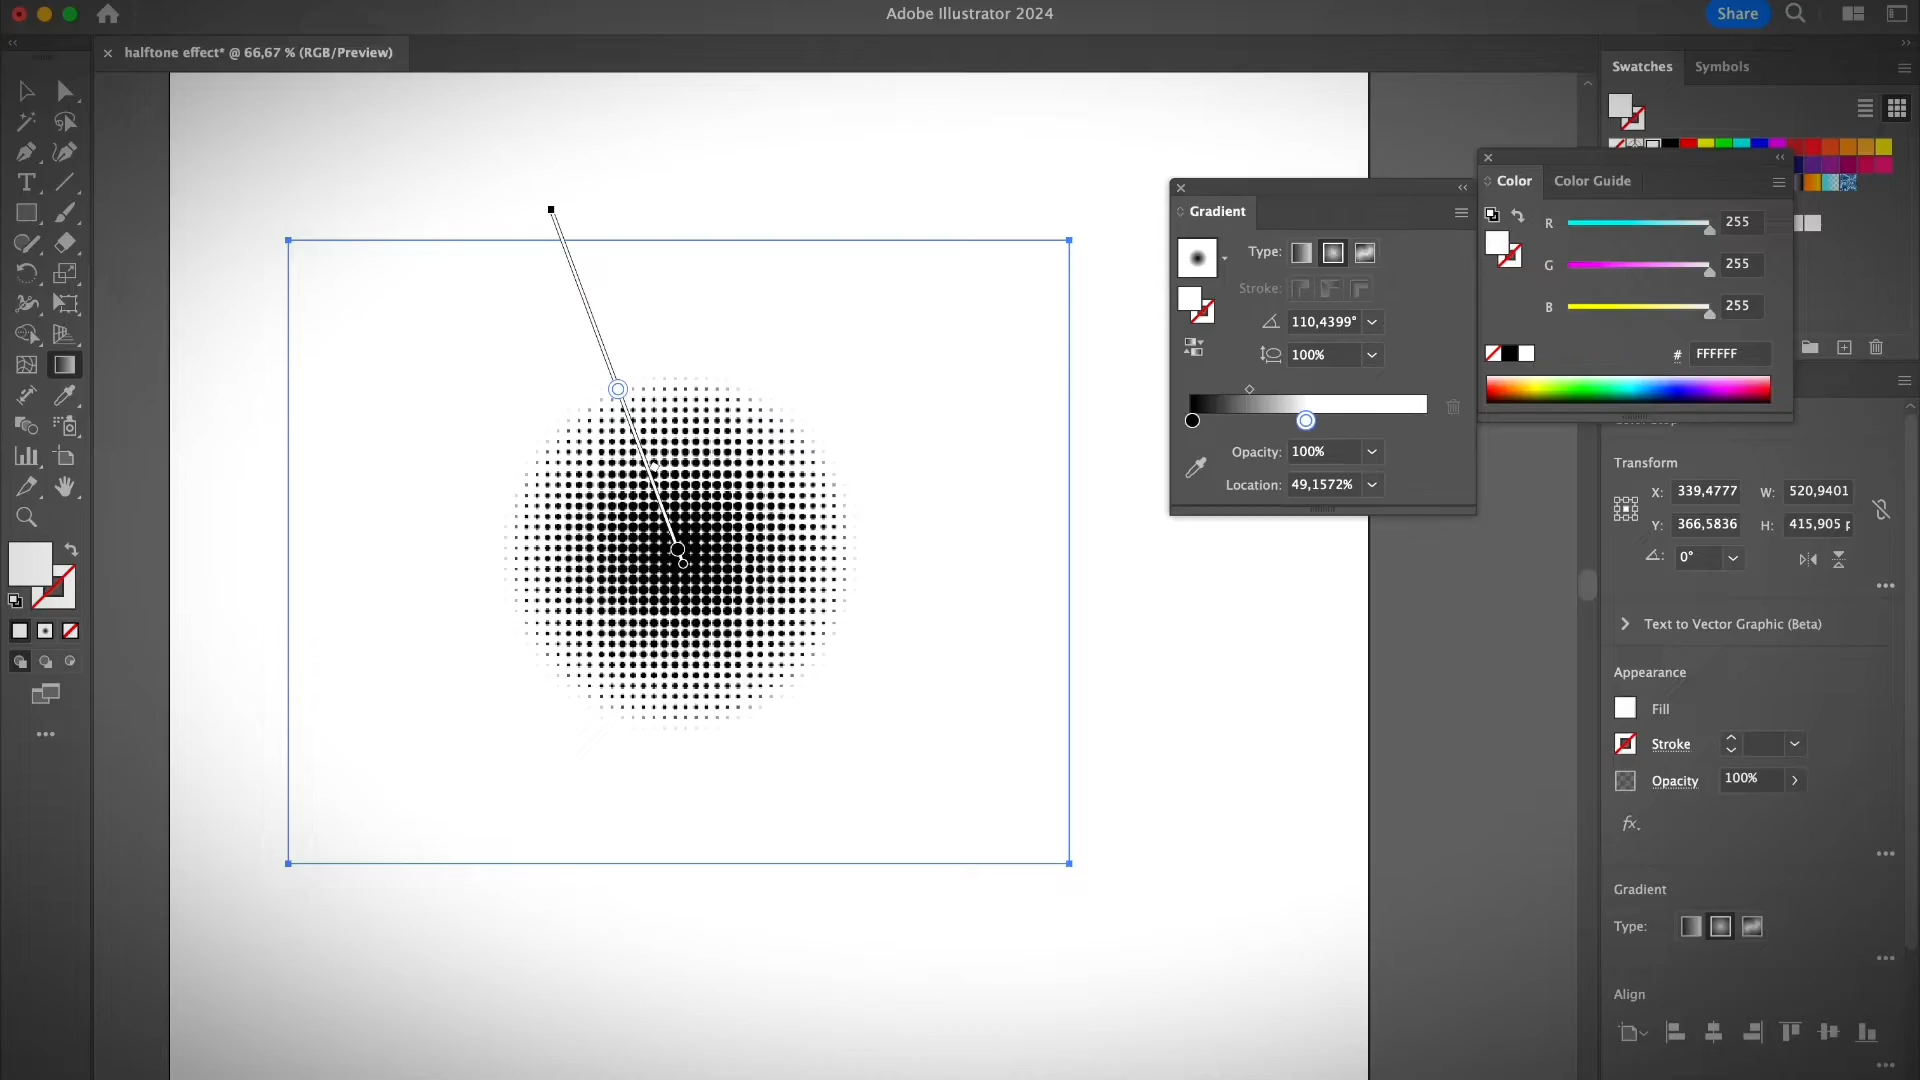 Adobe Illustrator 2024
Share
halftone effect* @ 66,67 % (RGB/Preview)
Swatches
Symbols
Color
Color Guide
R
255
G
255
B
255
#
FFFFFF
Gradient
Type:
Stroke:
110,4399°
100%
Opacity:
100%
Location:
49,1572%
Transform
X:
339,4777
W:
520,9401
Y:
366,5836
H:
415,905 p
0°
Text to Vector Graphic (Beta)
Appearance
Fill
Stroke
Opacity
100%
fx
Gradient
Type:
Align